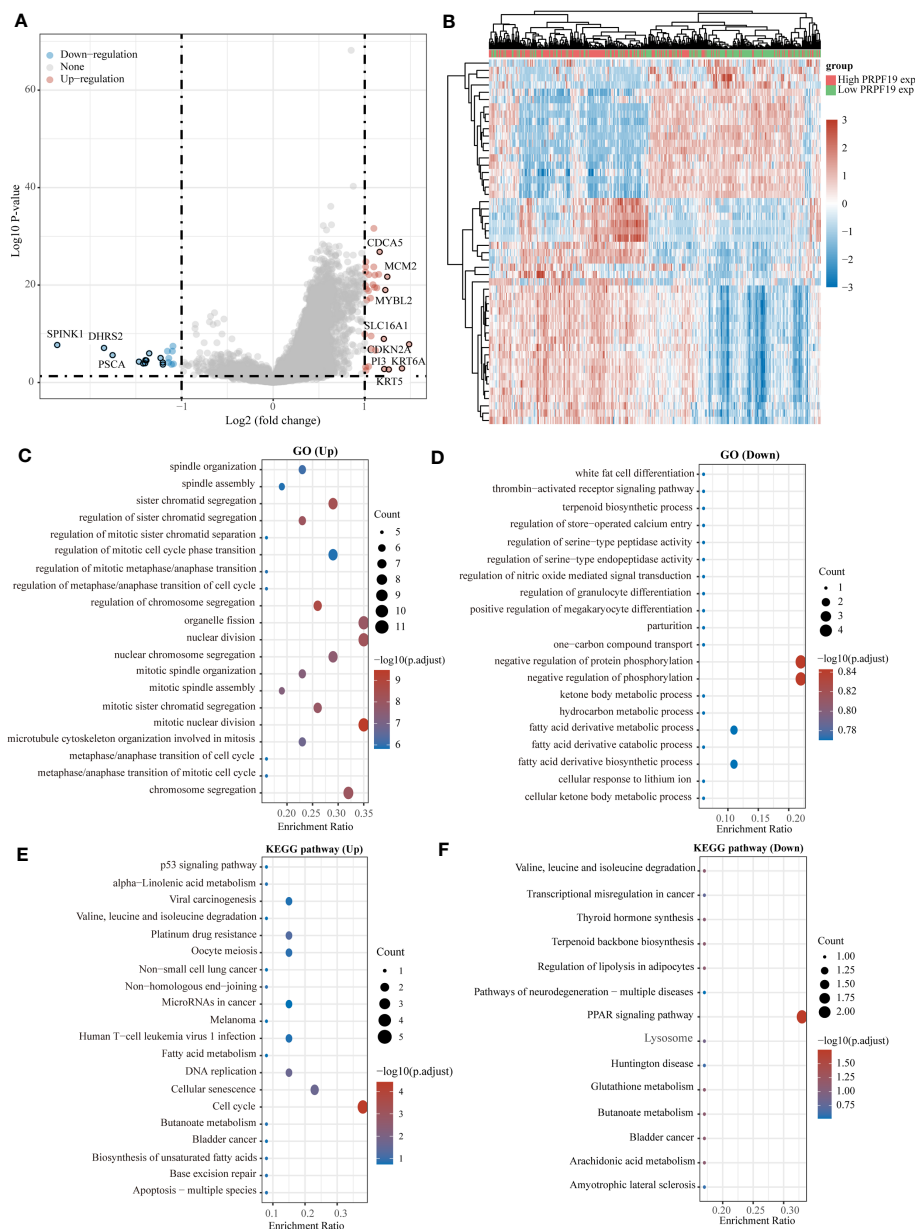 A
Down−regulation
None
Up−regulation
60
40
20
0
Log10 P-value
CDCA5
MCM2
MYBL2
SLC16A1
CDKN2A
PI3 KRT6A
KRT5
SPINK1
DHRS2
PSCA
−1
0
1
Log2 (fold change)
B
group
High PRPF19 exp
Low PRPF19 exp
3
2
1
0
−1
−2
−3
C
GO (Up)
spindle organization
spindle assembly
sister chromatid segregation
regulation of sister chromatid segregation
regulation of mitotic sister chromatid separation
regulation of mitotic cell cycle phase transition
regulation of mitotic metaphase/anaphase transition
regulation of metaphase/anaphase transition of cell cycle
regulation of chromosome segregation
organelle fission
nuclear division
nuclear chromosome segregation
mitotic spindle organization
mitotic spindle assembly
mitotic sister chromatid segregation
mitotic nuclear division
microtubule cytoskeleton organization involved in mitosis
metaphase/anaphase transition of cell cycle
metaphase/anaphase transition of mitotic cell cycle
chromosome segregation
0.20
0.25
0.30
0.35
Enrichment Ratio
Count
5
6
7
8
9
10
11
−log10(p.adjust)
9
8
7
6
D
GO (Down)
white fat cell differentiation
thrombin−activated receptor signaling pathway
terpenoid biosynthetic process
regulation of store−operated calcium entry
regulation of serine−type peptidase activity
regulation of serine−type endopeptidase activity
regulation of nitric oxide mediated signal transduction
regulation of granulocyte differentiation
positive regulation of megakaryocyte differentiation
parturition
one−carbon compound transport
negative regulation of protein phosphorylation
negative regulation of phosphorylation
ketone body metabolic process
hydrocarbon metabolic process
fatty acid derivative metabolic process
fatty acid derivative catabolic process
fatty acid derivative biosynthetic process
cellular response to lithium ion
cellular ketone body metabolic process
0.10
0.15
0.20
Enrichment Ratio
Count
1
2
3
4
−log10(p.adjust)
0.84
0.82
0.80
0.78
E
KEGG pathway (Up)
p53 signaling pathway
alpha−Linolenic acid metabolism
Viral carcinogenesis
Valine, leucine and isoleucine degradation
Platinum drug resistance
Oocyte meiosis
Non−small cell lung cancer
Non−homologous end−joining
MicroRNAs in cancer
Melanoma
Human T−cell leukemia virus 1 infection
Fatty acid metabolism
DNA replication
Cellular senescence
Cell cycle
Butanoate metabolism
Bladder cancer
Biosynthesis of unsaturated fatty acids
Base excision repair
Apoptosis − multiple species
0.1
0.2
0.3
Enrichment Ratio
Count
1
2
3
4
5
−log10(p.adjust)
4
3
2
1
F
KEGG pathway (Down)
Valine, leucine and isoleucine degradation
Transcriptional misregulation in cancer
Thyroid hormone synthesis
Terpenoid backbone biosynthesis
Regulation of lipolysis in adipocytes
Pathways of neurodegeneration − multiple diseases
PPAR signaling pathway
Lysosome
Huntington disease
Glutathione metabolism
Butanoate metabolism
Bladder cancer
Arachidonic acid metabolism
Amyotrophic lateral sclerosis
0.20
0.25
0.30
Enrichment Ratio
Count
1.00
1.25
1.50
1.75
2.00
−log10(p.adjust)
1.50
1.25
1.00
0.75